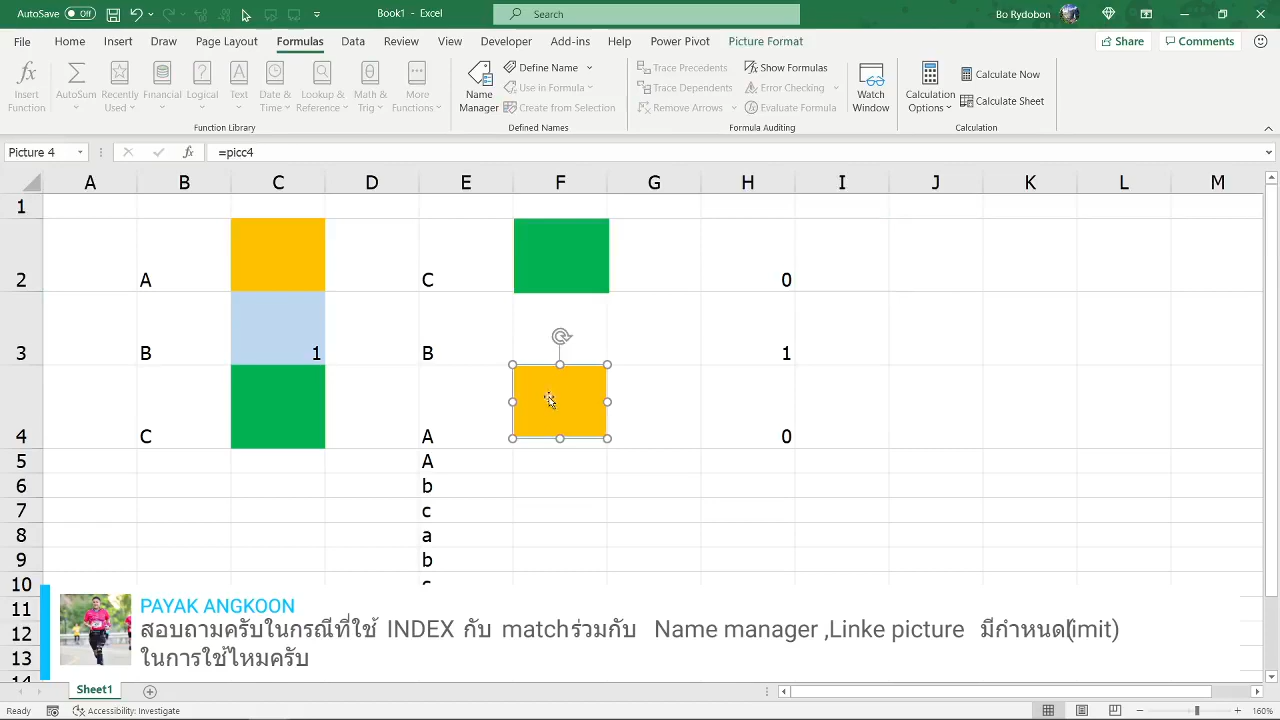 AutoSave Off Book1 - Excel Search Bo Rydobon
File Home Insert Draw Page Layout Formulas Data Review View Developer Add-ins Help Power Pivot Picture Format Share Comments
Insert Function AutoSum Recently Used Financial Logical Text Date & Time Lookup & Reference Math & Trig More Functions
Name Manager Define Name Use in Formula Create from Selection
Trace Precedents Trace Dependents Remove Arrows Show Formulas Error Checking Evaluate Formula
Watch Window Calculation Options Calculate Now Calculate Sheet
Function Library Defined Names Formula Auditing Calculation
Picture 4 fx =picc4
A B C D E F G H I J K L M
1
2 A C 0
3 B 1 B 1
4 C A 0
5 A
6 b
7 c
8 a
9 b
10
11 PAYAK ANGKOON
12 สอบถามครับในกรณีที่ใช้ INDEX กับ matchร่วมกับ Name manager ,Linke picture มีกำหนด(limit)
13 ในการใช้ไหมครับ
Sheet1
Ready Accessibility: Investigate 160%